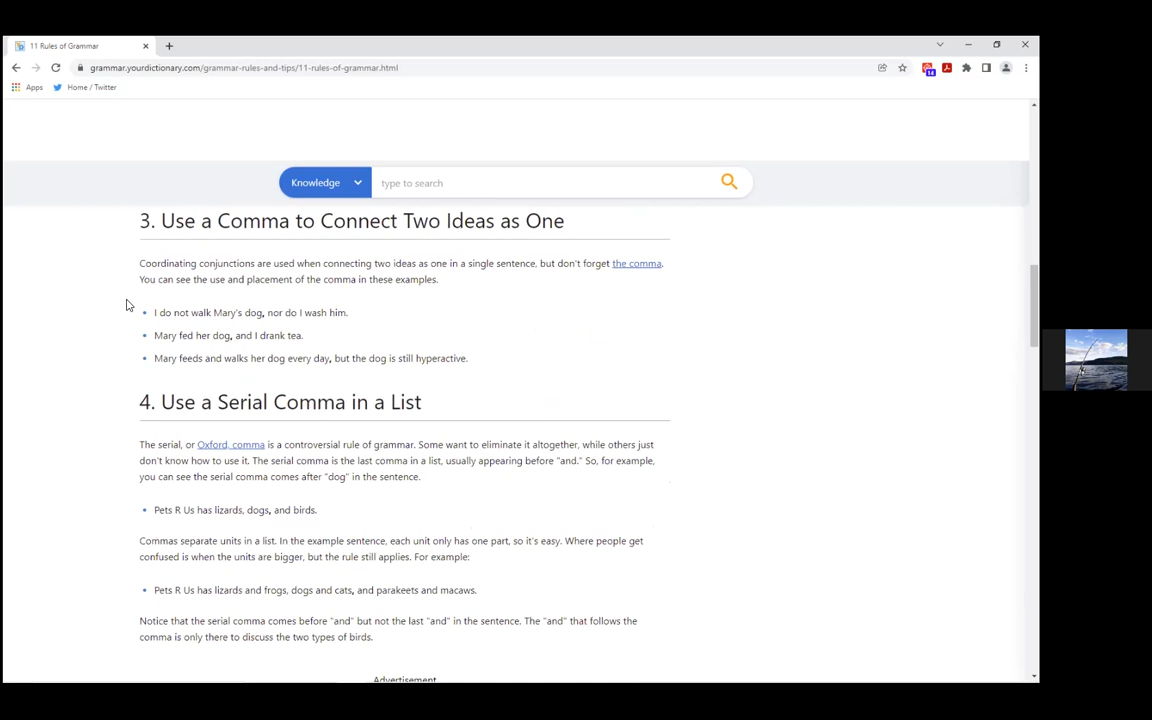 11 Rules of Grammar
grammar.yourdictionary.com/grammar-rules-and-tips/11-rules-of-grammar.html
14
Apps
Home / Twitter
Knowledge
type to search
3. Use a Comma to Connect Two Ideas as One
Coordinating conjunctions are used when connecting two ideas as one in a single sentence, but don't forget the comma.
You can see the use and placement of the comma in these examples.
I do not walk Mary's dog, nor do I wash him.
Mary fed her dog, and I drank tea.
Mary feeds and walks her dog every day, but the dog is still hyperactive.
4. Use a Serial Comma in a List
The serial, or Oxford, comma is a controversial rule of grammar. Some want to eliminate it altogether, while others just
don't know how to use it. The serial comma is the last comma in a list, usually appearing before "and." So, for example,
you can see the serial comma comes after "dog" in the sentence.
Pets R Us has lizards, dogs, and birds.
Commas separate units in a list. In the example sentence, each unit only has one part, so it's easy. Where people get
confused is when the units are bigger, but the rule still applies. For example:
Pets R Us has lizards and frogs, dogs and cats, and parakeets and macaws.
Notice that the serial comma comes before "and" but not the last "and" in the sentence. The "and" that follows the
comma is only there to discuss the two types of birds.
Advertisement